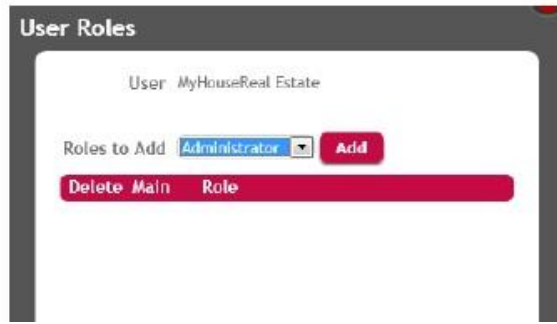 User Roles
User MyHouseReal Estate
Roles to Add Administrator Add
Delete Main Role